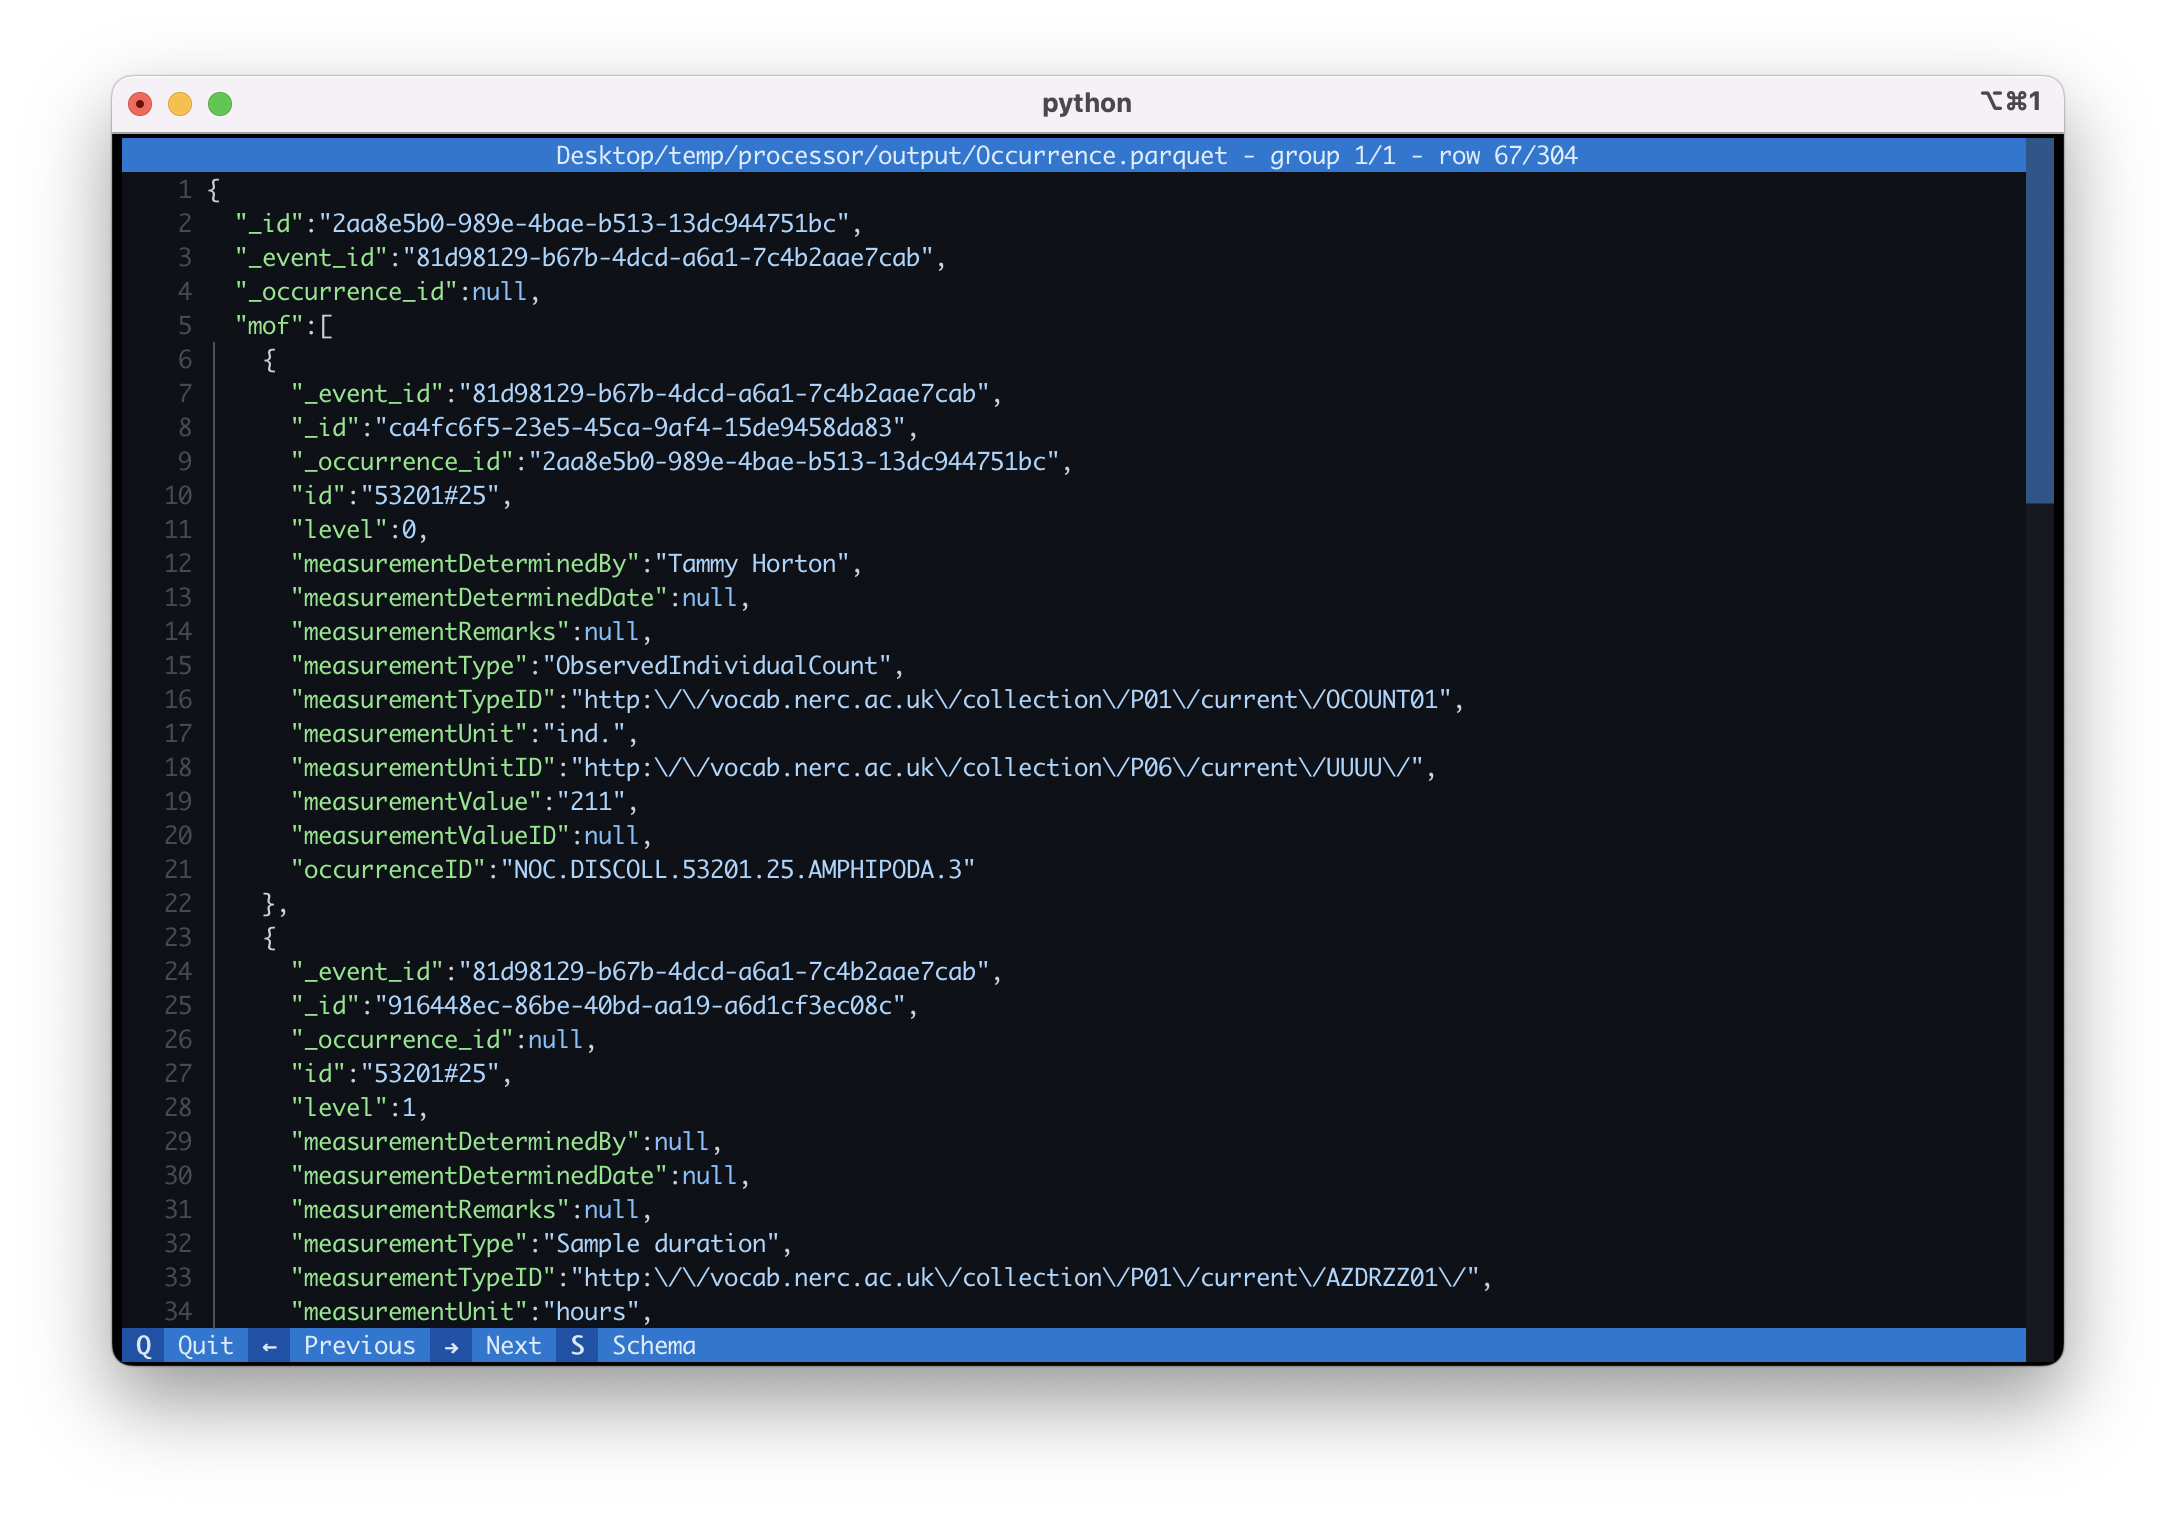 python
⌥⌘1
Desktop/temp/processor/output/Occurrence.parquet - group 1/1 - row 67/304
1 {
2   "_id":"2aa8e5b0-989e-4bae-b513-13dc944751bc",
3   "_event_id":"81d98129-b67b-4dcd-a6a1-7c4b2aae7cab",
4   "_occurrence_id":null,
5   "mof":[
6     {
7       "_event_id":"81d98129-b67b-4dcd-a6a1-7c4b2aae7cab",
8       "_id":"ca4fc6f5-23e5-45ca-9af4-15de9458da83",
9       "_occurrence_id":"2aa8e5b0-989e-4bae-b513-13dc944751bc",
10       "id":"53201#25",
11       "level":0,
12       "measurementDeterminedBy":"Tammy Horton",
13       "measurementDeterminedDate":null,
14       "measurementRemarks":null,
15       "measurementType":"ObservedIndividualCount",
16       "measurementTypeID":"http:\/\/vocab.nerc.ac.uk\/collection\/P01\/current\/OCOUNT01",
17       "measurementUnit":"ind.",
18       "measurementUnitID":"http:\/\/vocab.nerc.ac.uk\/collection\/P06\/current\/UUUU\/",
19       "measurementValue":"211",
20       "measurementValueID":null,
21       "occurrenceID":"NOC.DISCOLL.53201.25.AMPHIPODA.3"
22     },
23     {
24       "_event_id":"81d98129-b67b-4dcd-a6a1-7c4b2aae7cab",
25       "_id":"916448ec-86be-40bd-aa19-a6d1cf3ec08c",
26       "_occurrence_id":null,
27       "id":"53201#25",
28       "level":1,
29       "measurementDeterminedBy":null,
30       "measurementDeterminedDate":null,
31       "measurementRemarks":null,
32       "measurementType":"Sample duration",
33       "measurementTypeID":"http:\/\/vocab.nerc.ac.uk\/collection\/P01\/current\/AZDRZZ01\/",
34       "measurementUnit":"hours",
Q Quit ← Previous → Next S Schema